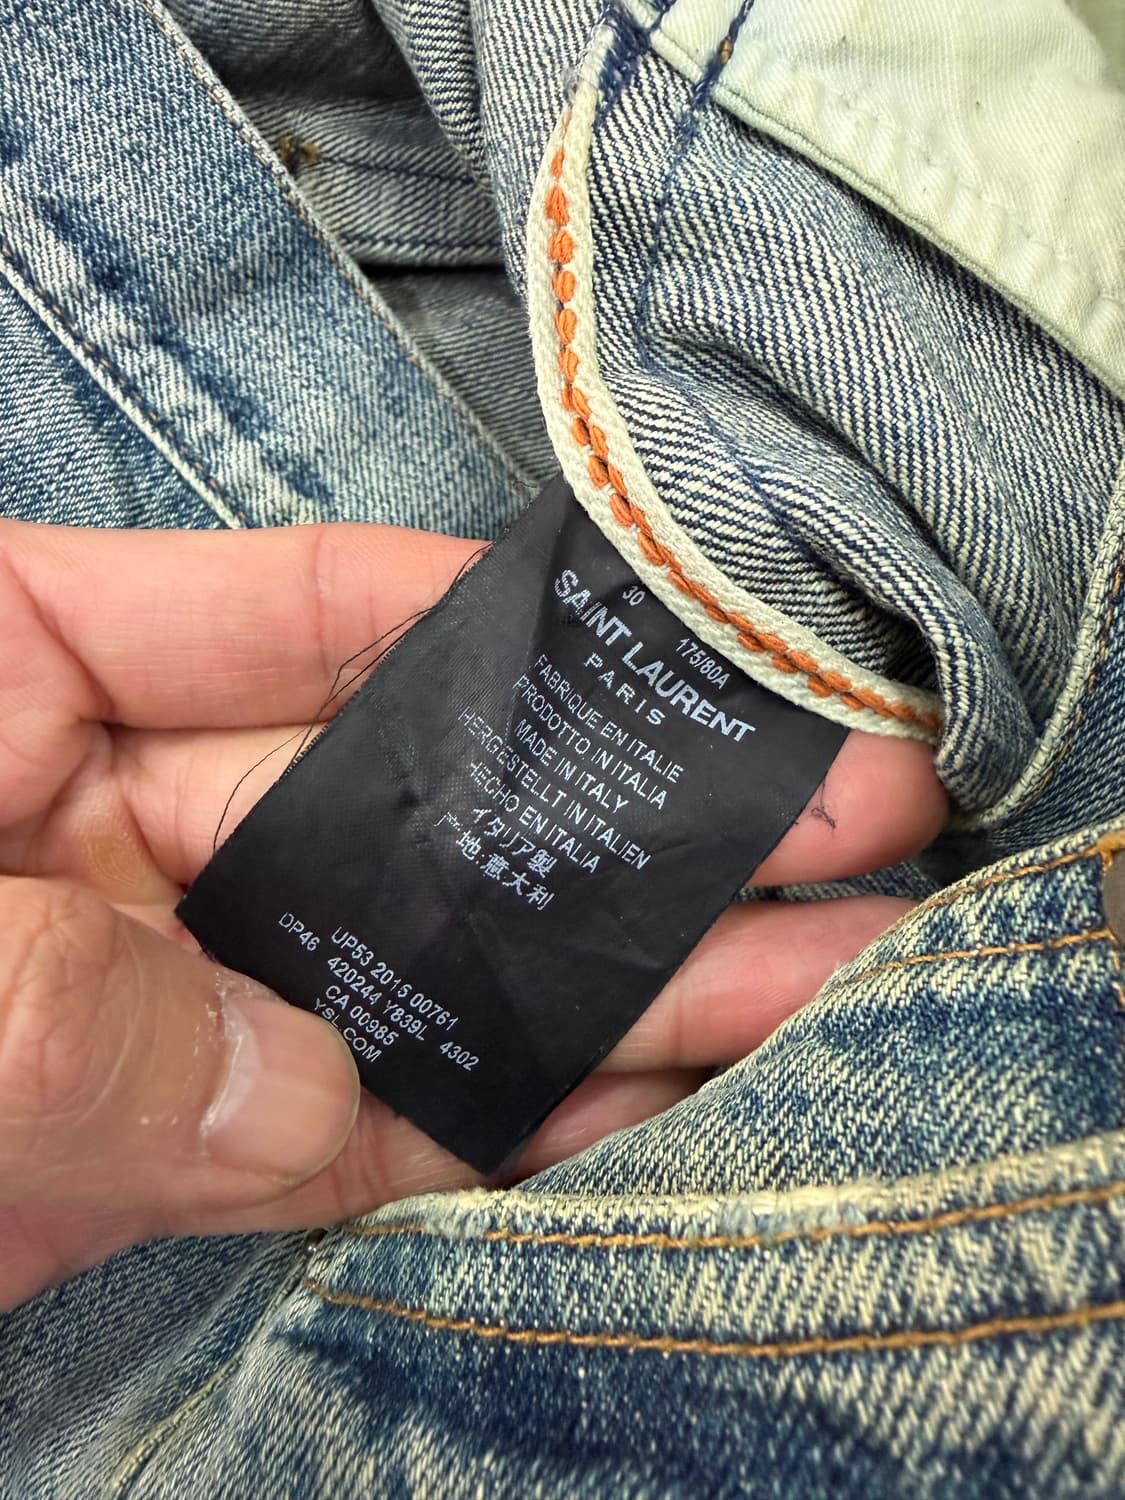 30
175/80A
SAINT LAURENT
PARIS
FABRIQUE EN ITALIE
PRODOTTO IN ITALIA
MADE IN ITALY
HERGESTELLT IN ITALIEN
HECHO EN ITALIA
イタリア製
产地:意大利
UP53 2015 00761
DP46 420244 Y839L 4302
CA 00985
YSL.COM